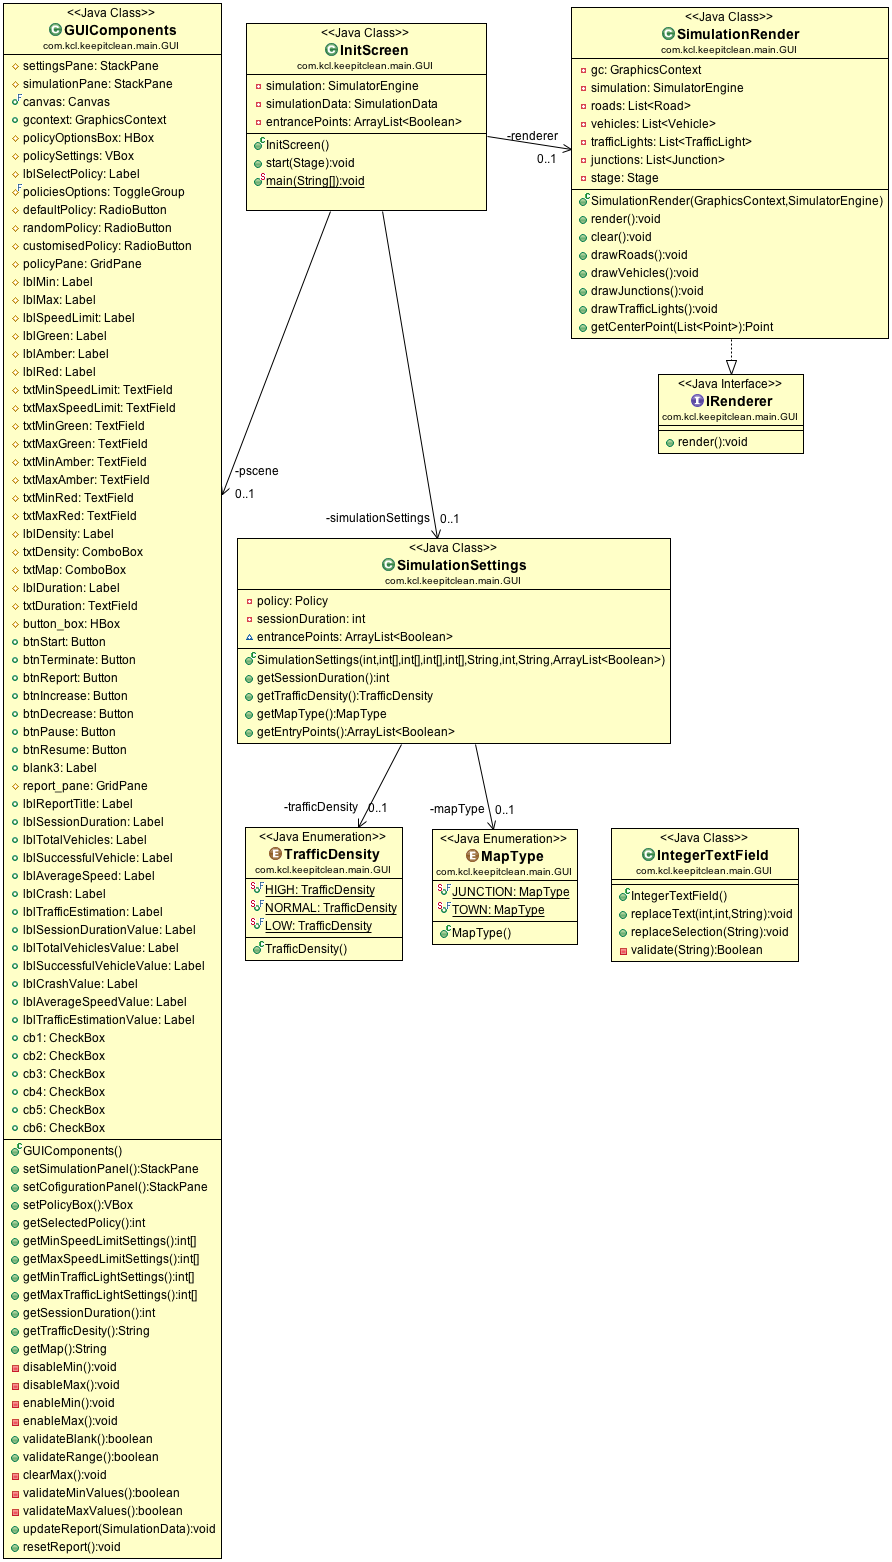 <<Java Class>>
GUIComponents
com.kcl.keepitclean.main.GUI
settingsPane: StackPane
simulationPane: StackPane
canvas: Canvas
gcontext: GraphicsContext
policyOptionsBox: HBox
policySettings: VBox
lblSelectPolicy: Label
policiesOptions: ToggleGroup
defaultPolicy: RadioButton
randomPolicy: RadioButton
customisedPolicy: RadioButton
policyPane: GridPane
lblMin: Label
lblMax: Label
lblSpeedLimit: Label
lblGreen: Label
lblAmber: Label
lblRed: Label
txtMinSpeedLimit: TextField
txtMaxSpeedLimit: TextField
txtMinGreen: TextField
txtMaxGreen: TextField
txtMinAmber: TextField
txtMaxAmber: TextField
txtMinRed: TextField
txtMaxRed: TextField
lblDensity: Label
txtDensity: ComboBox
txtMap: ComboBox
lblDuration: Label
txtDuration: TextField
button_box: HBox
btnStart: Button
btnTerminate: Button
btnReport: Button
btnIncrease: Button
btnDecrease: Button
btnPause: Button
btnResume: Button
blank3: Label
report_pane: GridPane
lblReportTitle: Label
lblSessionDuration: Label
lblTotalVehicles: Label
lblSuccessfulVehicle: Label
lblAverageSpeed: Label
lblCrash: Label
lblTrafficEstimation: Label
lblSessionDurationValue: Label
lblTotalVehiclesValue: Label
lblSuccessfulVehicleValue: Label
lblCrashValue: Label
lblAverageSpeedValue: Label
lblTrafficEstimationValue: Label
cb1: CheckBox
cb2: CheckBox
cb3: CheckBox
cb4: CheckBox
cb5: CheckBox
cb6: CheckBox
GUIComponents()
setSimulationPanel():StackPane
setCofigurationPanel():StackPane
setPolicyBox():VBox
getSelectedPolicy():int
getMinSpeedLimitSettings():int[]
getMaxSpeedLimitSettings():int[]
getMinTrafficLightSettings():int[]
getMaxTrafficLightSettings():int[]
getSessionDuration():int
getTrafficDesity():String
getMap():String
disableMin():void
disableMax():void
enableMin():void
enableMax():void
validateBlank():boolean
validateRange():boolean
clearMax():void
validateMinValues():boolean
validateMaxValues():boolean
updateReport(SimulationData):void
resetReport():void
<<Java Class>>
InitScreen
com.kcl.keepitclean.main.GUI
simulation: SimulatorEngine
simulationData: SimulationData
entrancePoints: ArrayList<Boolean>
InitScreen()
start(Stage):void
main(String[]):void
-renderer
0..1
-pscene
0..1
-simulationSettings
0..1
<<Java Class>>
SimulationRender
com.kcl.keepitclean.main.GUI
gc: GraphicsContext
simulation: SimulatorEngine
roads: List<Road>
vehicles: List<Vehicle>
trafficLights: List<TrafficLight>
junctions: List<Junction>
stage: Stage
SimulationRender(GraphicsContext,SimulatorEngine)
render():void
clear():void
drawRoads():void
drawVehicles():void
drawJunctions():void
drawTrafficLights():void
getCenterPoint(List<Point>):Point
<<Java Interface>>
IRenderer
com.kcl.keepitclean.main.GUI
render():void
<<Java Class>>
SimulationSettings
com.kcl.keepitclean.main.GUI
policy: Policy
sessionDuration: int
entrancePoints: ArrayList<Boolean>
SimulationSettings(int,int[],int[],int[],int[],String,int,String,ArrayList<Boolean>)
getSessionDuration():int
getTrafficDensity():TrafficDensity
getMapType():MapType
getEntryPoints():ArrayList<Boolean>
-trafficDensity
0..1
-mapType
0..1
<<Java Enumeration>>
TrafficDensity
com.kcl.keepitclean.main.GUI
HIGH: TrafficDensity
NORMAL: TrafficDensity
LOW: TrafficDensity
TrafficDensity()
<<Java Enumeration>>
MapType
com.kcl.keepitclean.main.GUI
JUNCTION: MapType
TOWN: MapType
MapType()
<<Java Class>>
IntegerTextField
com.kcl.keepitclean.main.GUI
IntegerTextField()
replaceText(int,int,String):void
replaceSelection(String):void
validate(String):Boolean